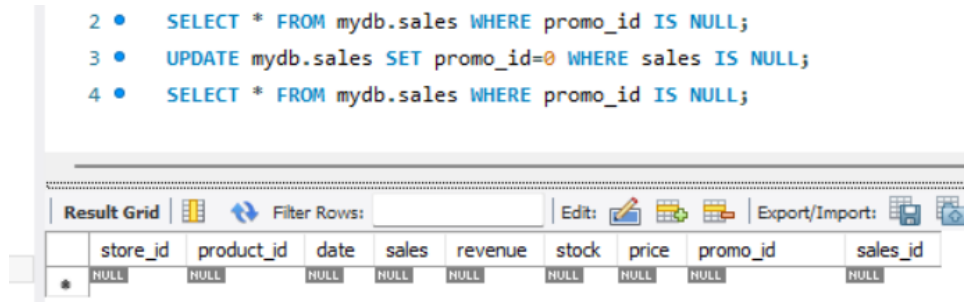 2 SELECT * FROM mydb.sales WHERE promo_id IS NULL;
3 UPDATE mydb.sales SET promo_id=0 WHERE sales IS NULL;
4 SELECT * FROM mydb.sales WHERE promo_id IS NULL;
Result Grid Filter Rows: Edit: Export/Import:
store_id product_id date sales revenue stock price promo_id sales_id
NULL NULL NULL NULL NULL NULL NULL NULL NULL